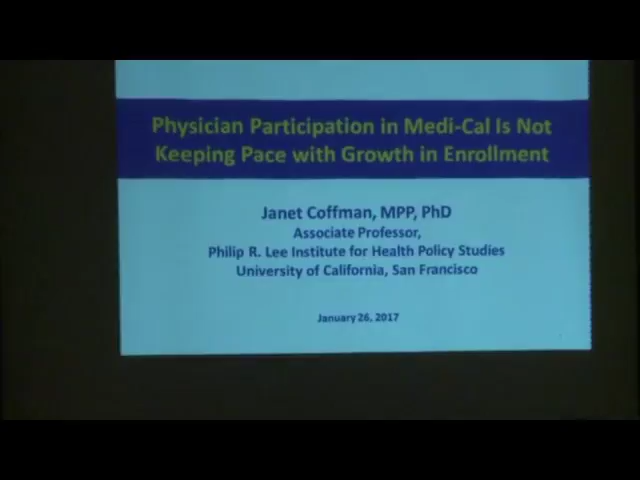 Physician Participation in Medi-Cal Is Not
Keeping Pace with Growth in Enrollment
Janet Coffman, MPP, PhD
Associate Professor,
Philip R. Lee Institute for Health Policy Studies
University of California, San Francisco
January 26, 2017